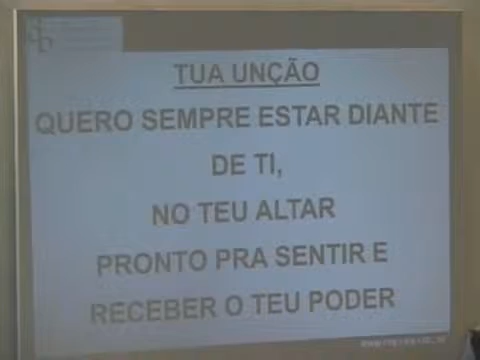 TUA UNÇÃO
QUERO SEMPRE ESTAR DIANTE
DE TI,
NO TEU ALTAR
PRONTO PRA SENTIR E
RECEBER O TEU PODER